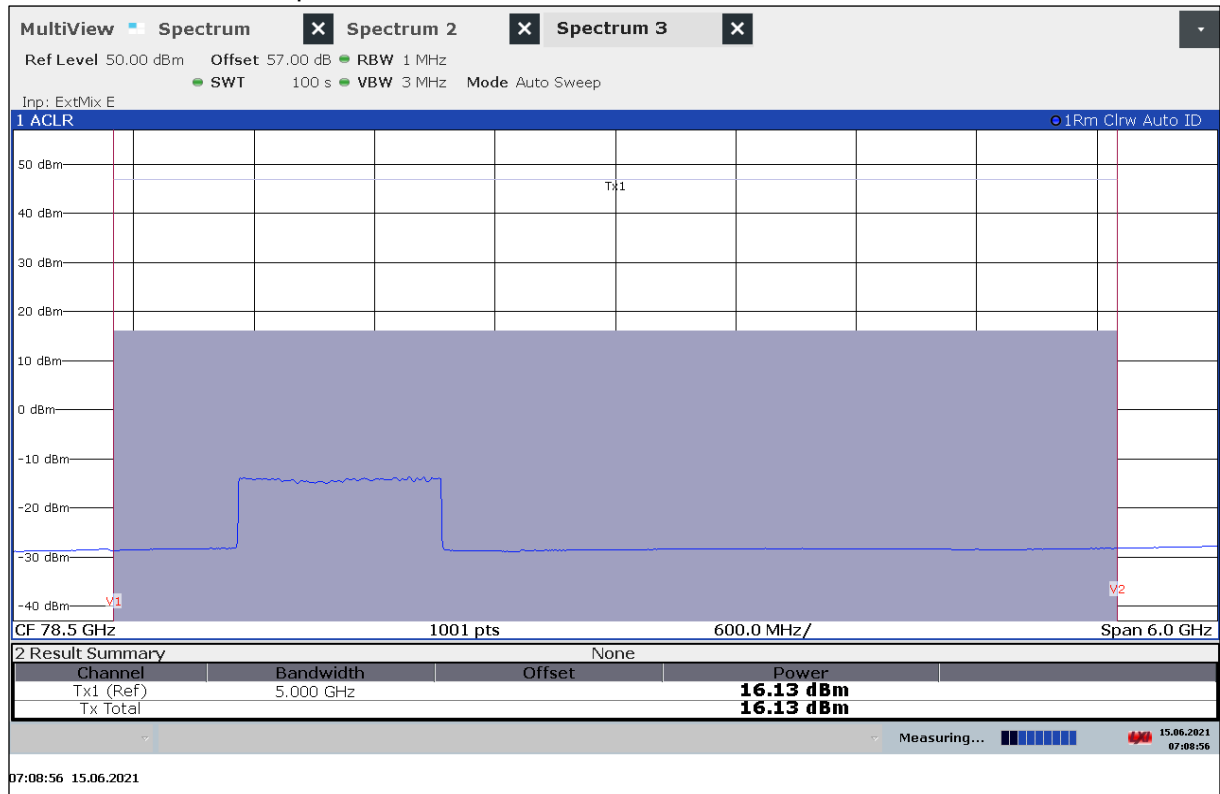 MultiView Spectrum X Spectrum 2 X Spectrum 3 X
Ref Level 50.00 dBm Offset 57.00 dB RBW 1 MHz
SWT 100 s VBW 3 MHz Mode Auto Sweep
Inp: ExtMix E
1 ACLR 1Rm Clrw Auto ID
50 dBm
Tx1
40 dBm
30 dBm
20 dBm
10 dBm
0 dBm
-10 dBm
-20 dBm
-30 dBm
V2
-40 dBm V1
CF 78.5 GHz 1001 pts 600.0 MHz/ Span 6.0 GHz
2 Result Summary None
Channel Bandwidth Offset Power
Tx1 (Ref) 5.000 GHz 16.13 dBm
Tx Total 16.13 dBm
Measuring... 15.06.2021
07:08:56
07:08:56 15.06.2021